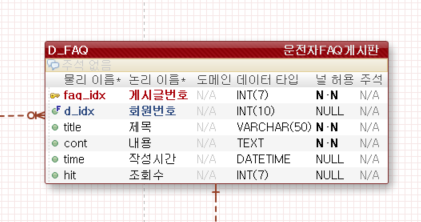 D_FAQ 운전자FAQ게시판
주석 없음
물리 이름* 논리 이름* 도메인 데이터 타입 널 허용 주석
faq_idx 게시글번호 N/A INT(7) N·N N/A
d_idx 회원번호 N/A INT(10) NULL N/A
title 제목 N/A VARCHAR(50) N·N N/A
cont 내용 N/A TEXT N·N N/A
time 작성시간 N/A DATETIME NULL N/A
hit 조회수 N/A INT(7) NULL N/A